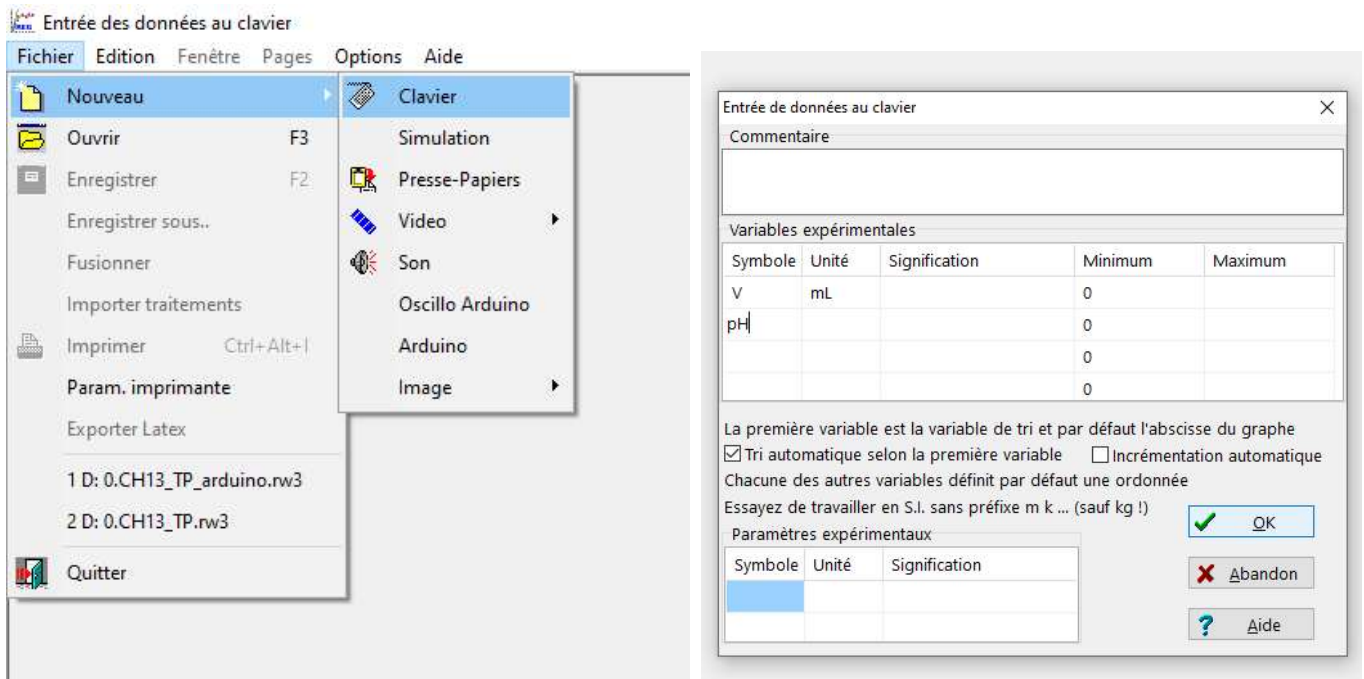 Entrée des données au clavier
Fichier Edition Fenêtre Pages Options Aide
Nouveau
Ouvrir F3
Enregistrer F2
Enregistrer sous..
Fusionner
Importer traitements
Imprimer Ctrl+Alt+I
Param. imprimante
Exporter Latex
1 D: 0.CH13_TP_arduino.rw3
2 D: 0.CH13_TP.rw3
Quitter
Clavier
Simulation
Presse-Papiers
Video
Son
Oscillo Arduino
Arduino
Image
Entrée de données au clavier
Commentaire
Variables expérimentales
Symbole Unité Signification Minimum Maximum
V mL 0
pH 0
0
0
La première variable est la variable de tri et par défaut l'abscisse du graphe
Tri automatique selon la première variable Incrémentation automatique
Chacune des autres variables définit par défaut une ordonnée
Essayez de travailler en S.I. sans préfixe m k ... (sauf kg !)
OK
Paramètres expérimentaux
Symbole Unité Signification
Abandon
Aide